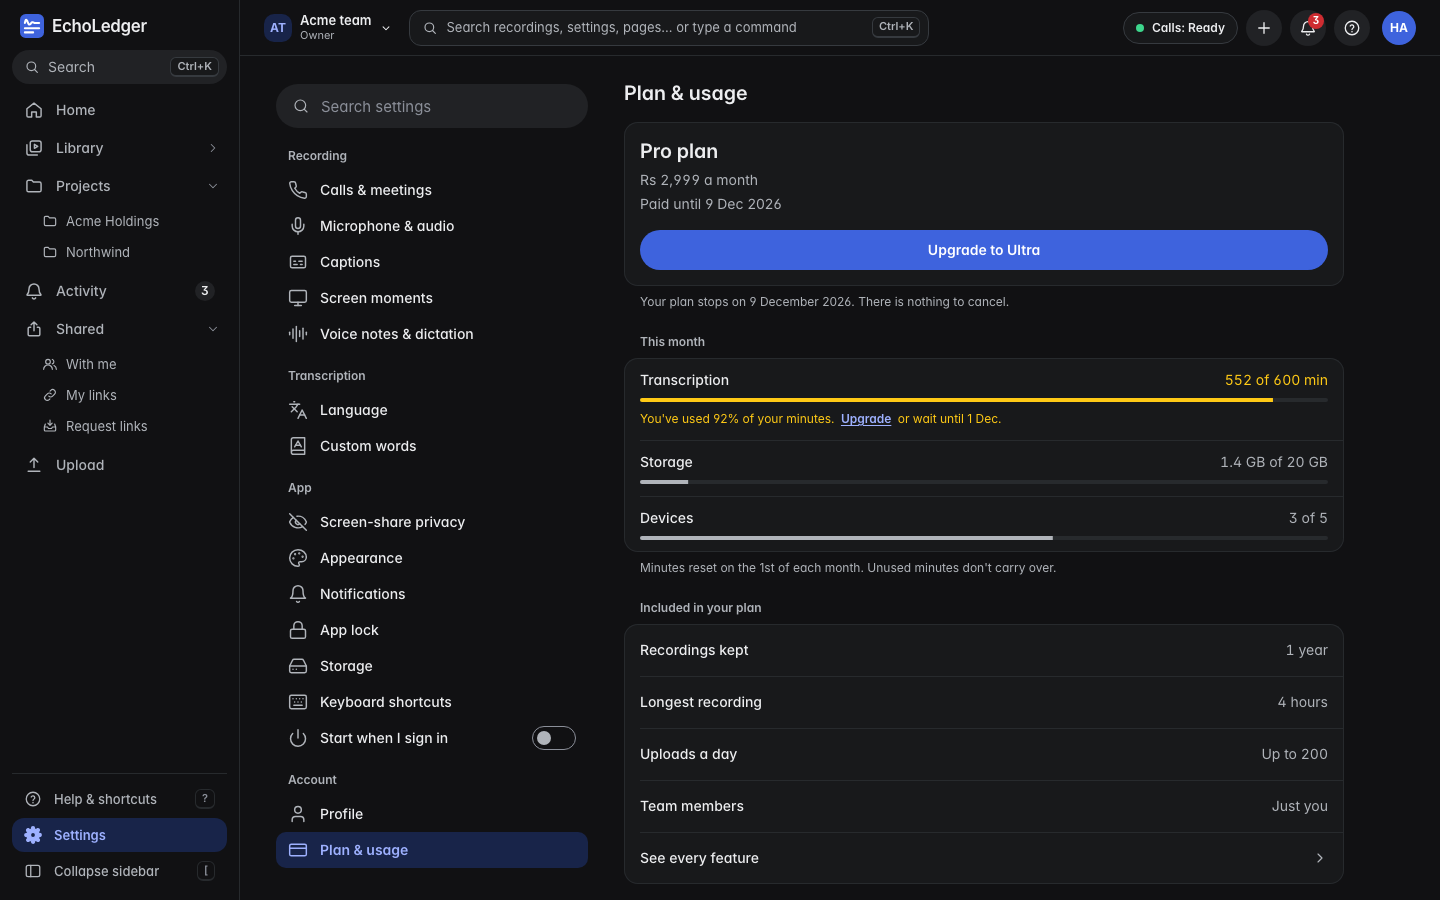 EchoLedger
Search Ctrl+K
Home
Library
Projects
Acme Holdings
Northwind
Activity 3
Shared
With me
My links
Request links
Upload
Help & shortcuts ?
Settings
Collapse sidebar [
AT Acme team
Owner
Search recordings, settings, pages... or type a command Ctrl+K
Calls: Ready
3
HA
Search settings
Recording
Calls & meetings
Microphone & audio
Captions
Screen moments
Voice notes & dictation
Transcription
Language
Custom words
App
Screen-share privacy
Appearance
Notifications
App lock
Storage
Keyboard shortcuts
Start when I sign in
Account
Profile
Plan & usage
Plan & usage
Pro plan
Rs 2,999 a month
Paid until 9 Dec 2026
Upgrade to Ultra
Your plan stops on 9 December 2026. There is nothing to cancel.
This month
Transcription 552 of 600 min
You've used 92% of your minutes. Upgrade or wait until 1 Dec.
Storage 1.4 GB of 20 GB
Devices 3 of 5
Minutes reset on the 1st of each month. Unused minutes don't carry over.
Included in your plan
Recordings kept 1 year
Longest recording 4 hours
Uploads a day Up to 200
Team members Just you
See every feature